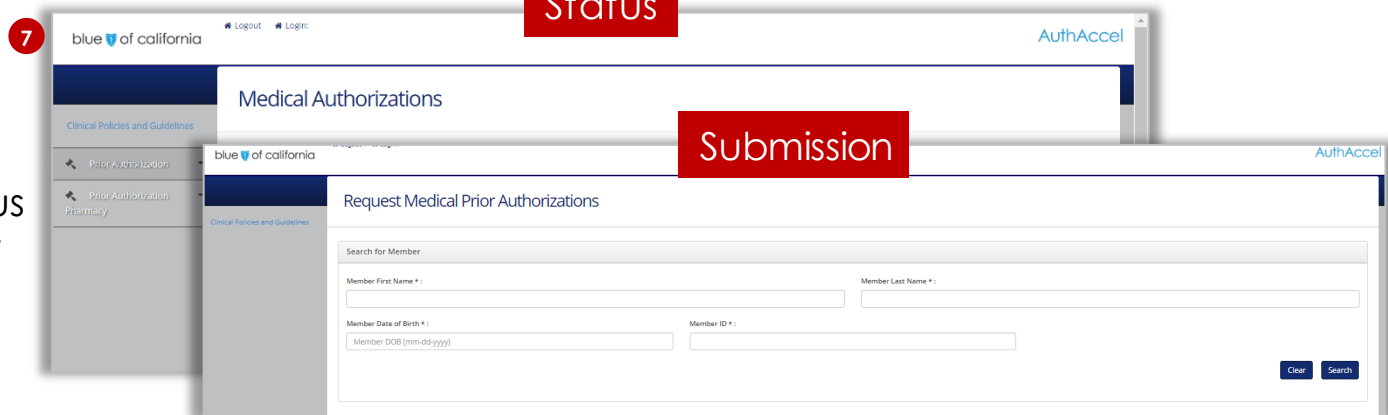 Status
7
blue of california
Logout Login:
AuthAccel
Medical Authorizations
Clinical Policies and Guidelines
Prior Authorization
Prior Authorization
Pharmacy
US
Submission
blue of california
AuthAccel
Request Medical Prior Authorizations
Clinical Policies and Guidelines
Search for Member
Member First Name * :
Member Last Name * :
Member Date of Birth * :
Member ID * :
Member DOB (mm-dd-yyyy)
Clear Search